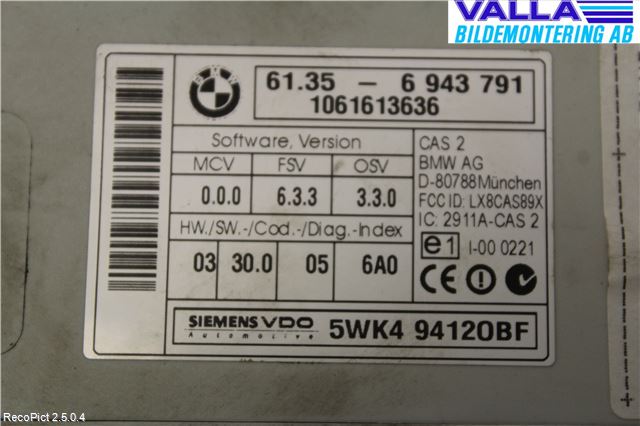 VALLA
BILDEMONTERING AB
BMW
61.35 - 6 943 791
1061613636
Software, Version
MCV FSV OSV
0.0.0 6.3.3 3.3.0
HW./SW.-/Cod.-/Diag.-Index
03 30.0 05 6A0
CAS 2
BMW AG
D-80788München
FCC ID: LX8CAS89X
IC: 2911A-CAS 2
e1 I-00 0221
CE
SIEMENS VDO
Automotive
5WK4 94120BF
RecoPict 2.5.0.4